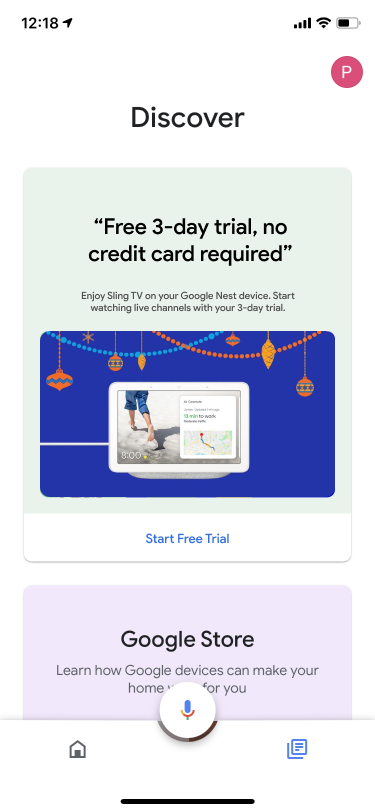 12:18
P
Discover
“Free 3-day trial, no
credit card required”
Enjoy Sling TV on your Google Nest device. Start
watching live channels with your 3-day trial.
13 min to work
8:00
Start Free Trial
Google Store
Learn how Google devices can make your
home for you